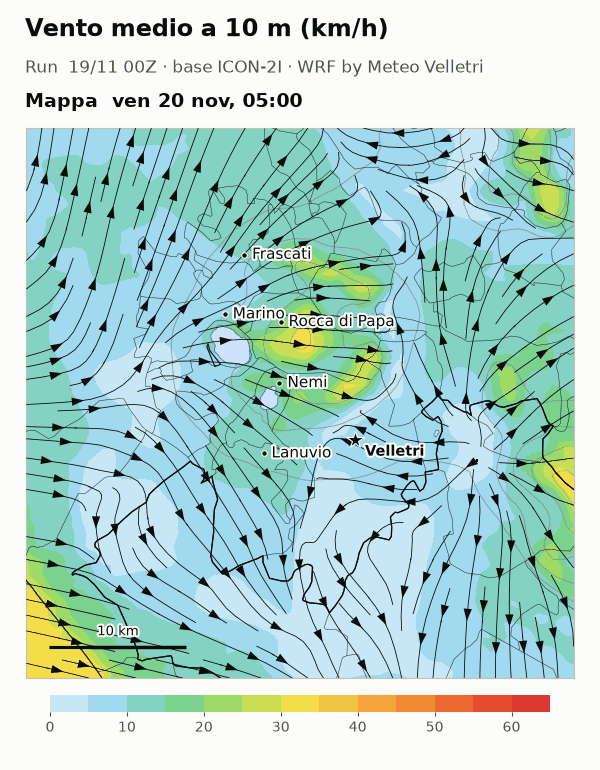 Vento medio a 10 m (km/h)
Run  19/11 00Z · base ICON-2I · WRF by Meteo Velletri
Mappa  ven 20 nov, 05:00
Frascati
Marino
Rocca di Papa
Nemi
Velletri
Lanuvio
10 km
0 10 20 30 40 50 60